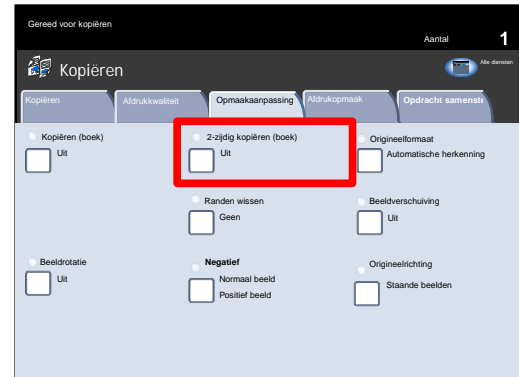 Gereed voor kopiëren
Aantal 1
Kopiëren
Alle diensten
Kopiëren
Afdrukkwaliteit
Opmaakaanpassing
Afdrukopmaak
Opdracht samenste
Kopiëren (boek)
Uit
2-zijdig kopiëren (boek)
Uit
Origineelformaat
Automatische herkenning
Randen wissen
Geen
Beeldverschuiving
Uit
Beeldrotatie
Uit
Negatief
Normaal beeld
Positief beeld
Origineelrichting
Staande beelden